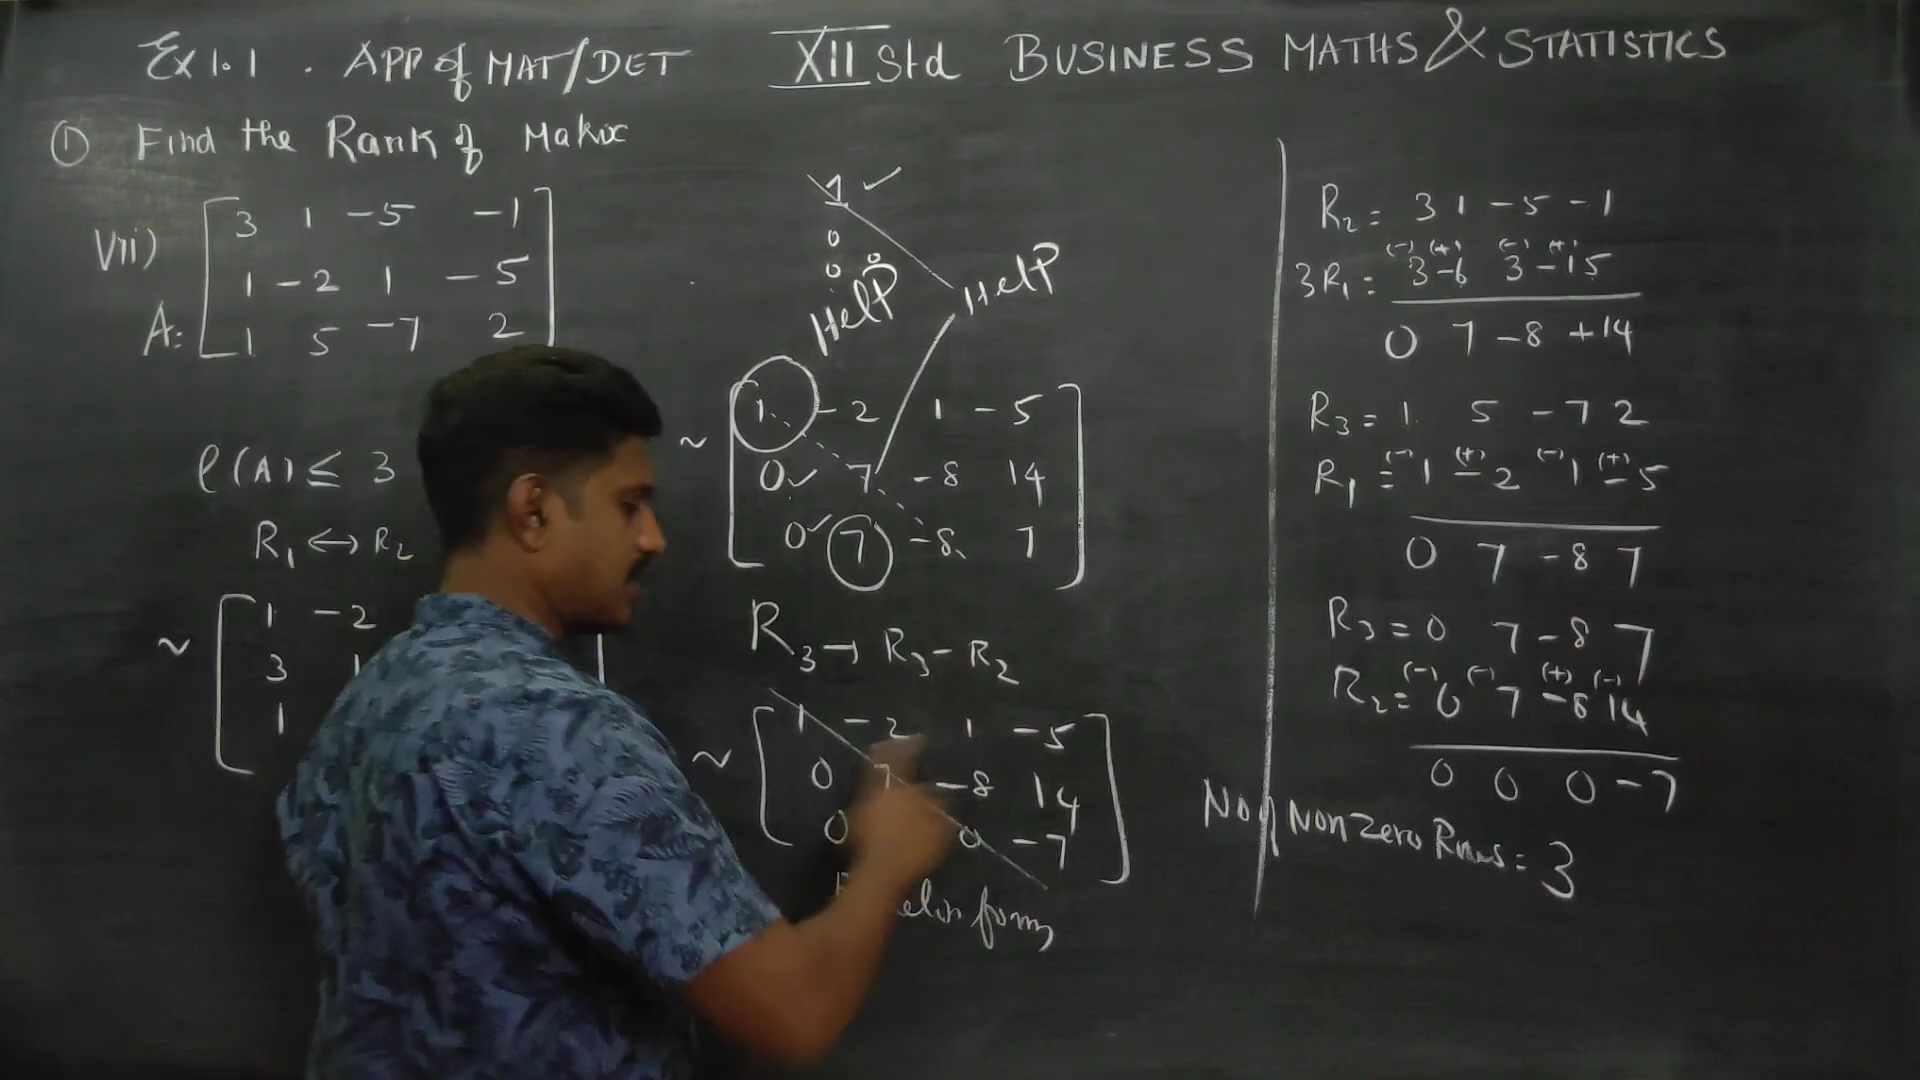 Ex 1.1 . APP of MAT/DET XII Std BUSINESS MATHS & STATISTICS
① Find the Rank of Matrix
vii)
A =
3 1 -5 -1
1 -2 1 -5
1 5 -7 2
ρ(A) ≤ 3
R₁ ↔ R₂
~
1 -2
3 1
1
1 ✓
0
0 0
HelP
HelP
~
1 -2 1 -5
0 ✓ 7 -8 14
0 ✓ 7 -8 7
R₃ → R₃ - R₂
~
1 -2 1 -5
0 7 -8 14
0 0 -7
form
R₂ = 3 1 -5 -1
(-) (+) (-) (+)
3R₁ = 3 -6 3 -15
0 7 -8 +14
R₃ = 1 5 -7 2
(-) (+) (-) (+)
R₁ = 1 -2 1 -5
0 7 -8 7
R₃ = 0 7 -8 7
(-) (-) (+) (-)
R₂ = 0 7 -8 14
0 0 0 -7
No of Non Zero Rows = 3